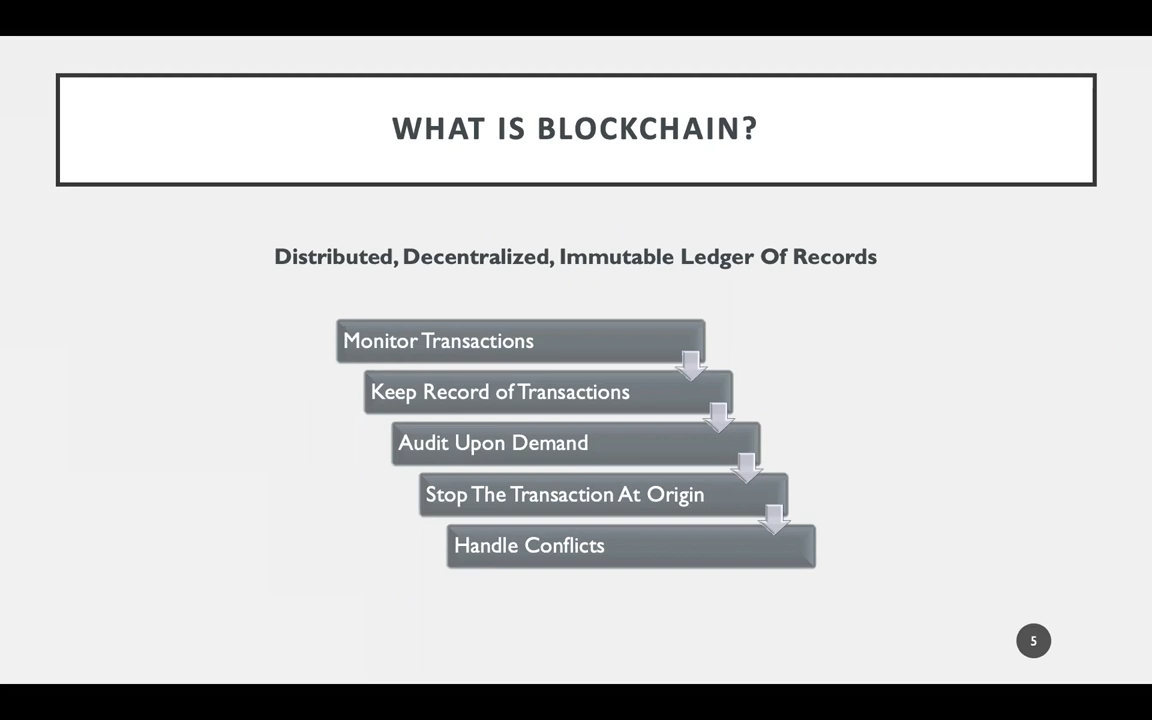 WHAT IS BLOCKCHAIN?
Distributed, Decentralized, Immutable Ledger Of Records
Monitor Transactions
Keep Record of Transactions
Audit Upon Demand
Stop The Transaction At Origin
Handle Conflicts
5